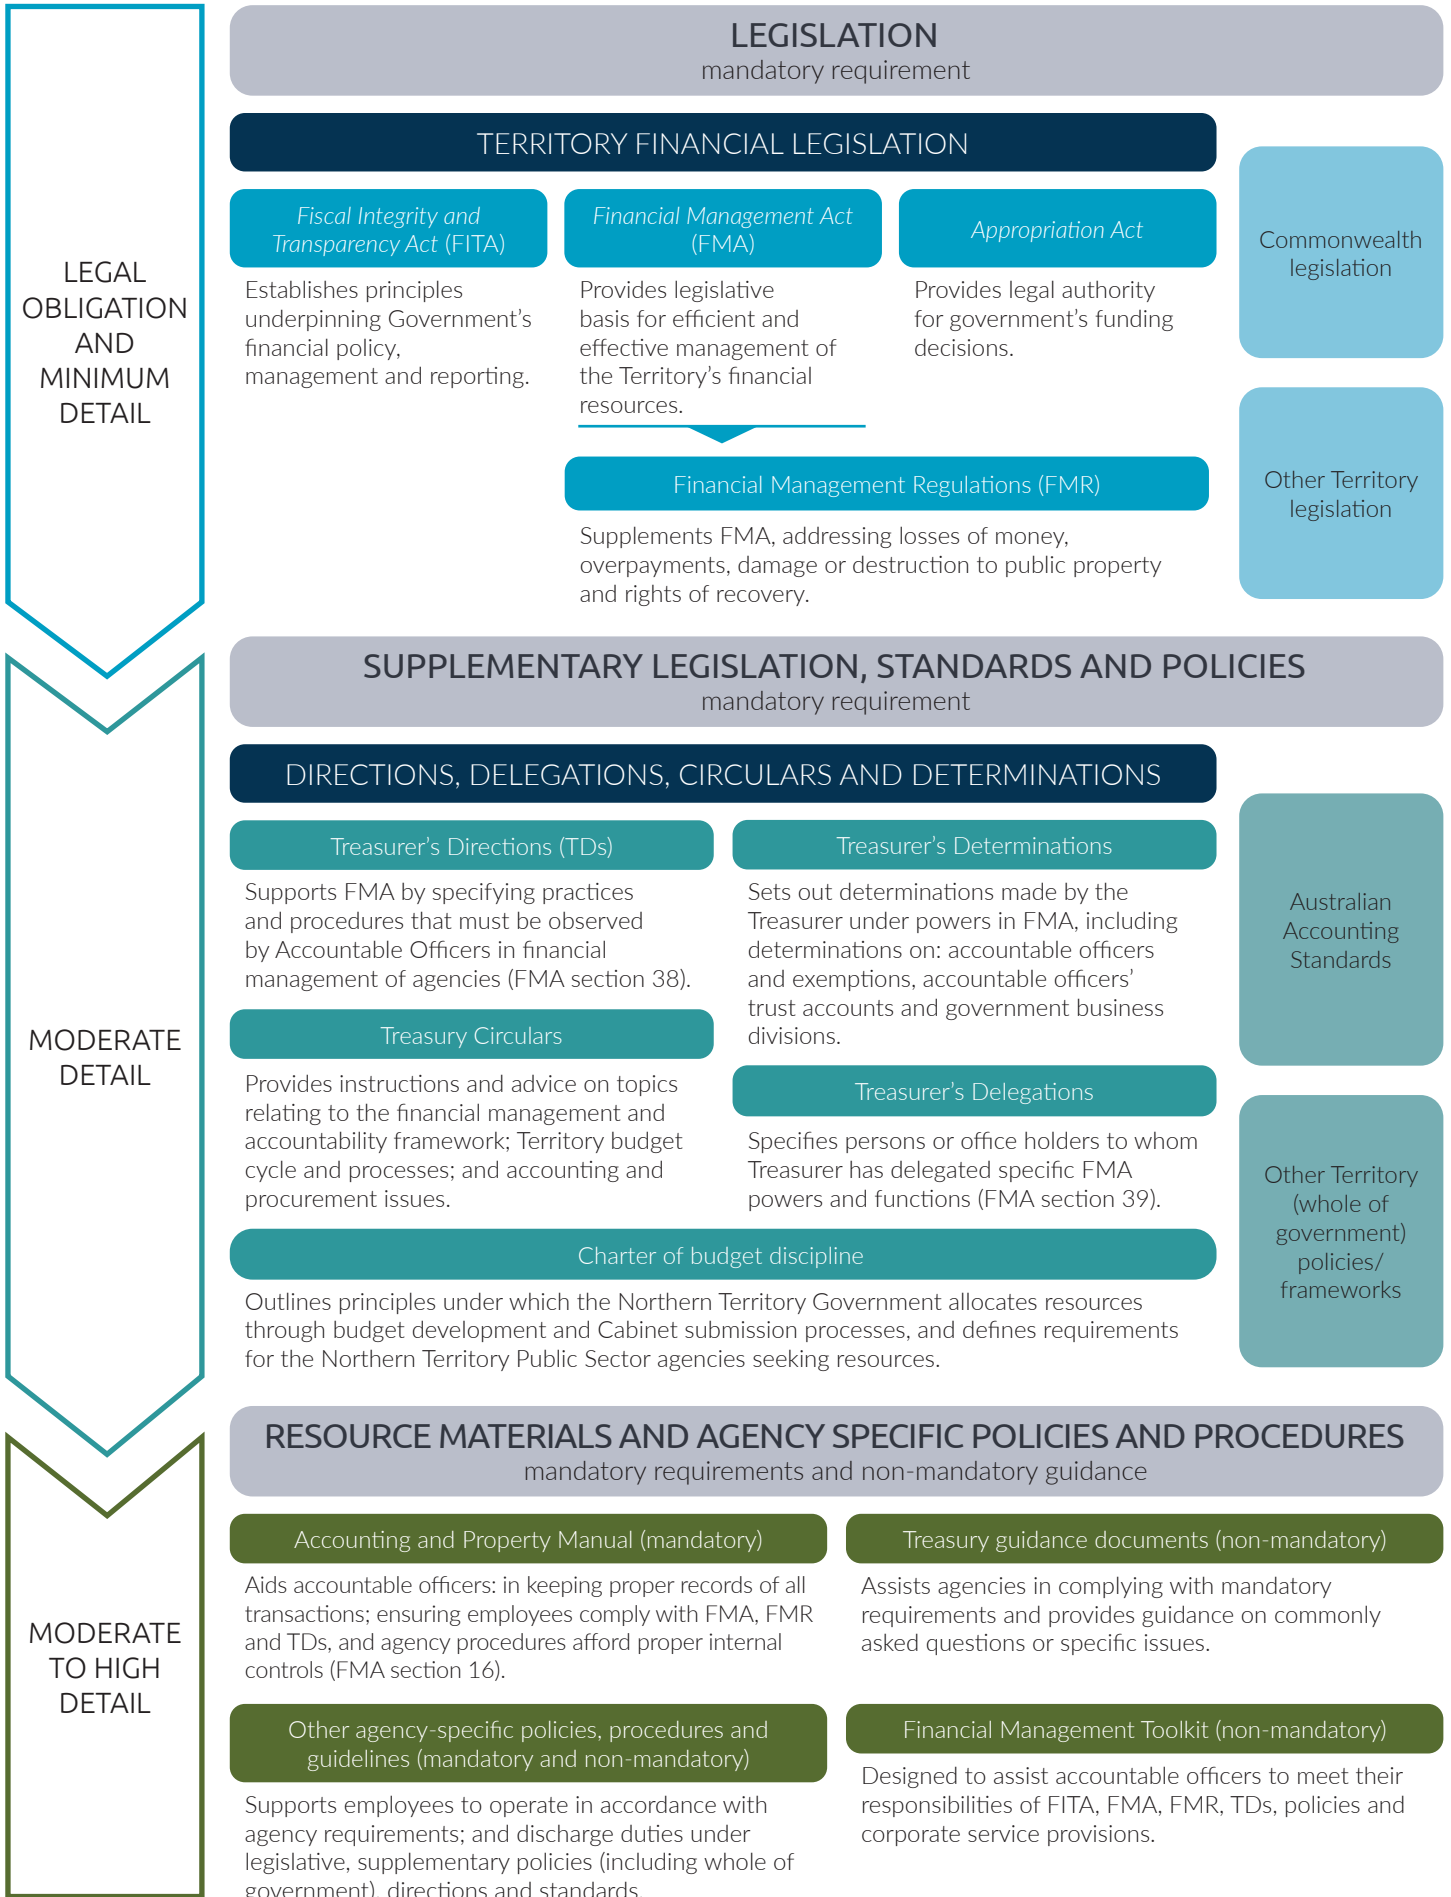 LEGAL
OBLIGATION
AND
MINIMUM
DETAIL
LEGISLATION
mandatory requirement
TERRITORY FINANCIAL LEGISLATION
Fiscal Integrity and
Transparency Act (FITA)
Establishes principles
underpinning Government’s
financial policy,
management and reporting.
Financial Management Act
(FMA)
Provides legislative
basis for efficient and
effective management of
the Territory’s financial
resources.
Appropriation Act
Provides legal authority
for government’s funding
decisions.
Financial Management Regulations (FMR)
Supplements FMA, addressing losses of money,
overpayments, damage or destruction to public property
and rights of recovery.
Commonwealth
legislation
Other Territory
legislation
MODERATE
DETAIL
SUPPLEMENTARY LEGISLATION, STANDARDS AND POLICIES
mandatory requirement
DIRECTIONS, DELEGATIONS, CIRCULARS AND DETERMINATIONS
Treasurer’s Directions (TDs)
Supports FMA by specifying practices
and procedures that must be observed
by Accountable Officers in financial
management of agencies (FMA section 38).
Treasury Circulars
Provides instructions and advice on topics
relating to the financial management and
accountability framework; Territory budget
cycle and processes; and accounting and
procurement issues.
Treasurer’s Determinations
Sets out determinations made by the
Treasurer under powers in FMA, including
determinations on: accountable officers
and exemptions, accountable officers’
trust accounts and government business
divisions.
Treasurer’s Delegations
Specifies persons or office holders to whom
Treasurer has delegated specific FMA
powers and functions (FMA section 39).
Charter of budget discipline
Outlines principles under which the Northern Territory Government allocates resources
through budget development and Cabinet submission processes, and defines requirements
for the Northern Territory Public Sector agencies seeking resources.
Australian
Accounting
Standards
Other Territory
(whole of
government)
policies/
frameworks
MODERATE
TO HIGH
DETAIL
RESOURCE MATERIALS AND AGENCY SPECIFIC POLICIES AND PROCEDURES
mandatory requirements and non-mandatory guidance
Accounting and Property Manual (mandatory)
Aids accountable officers: in keeping proper records of all
transactions; ensuring employees comply with FMA, FMR
and TDs, and agency procedures afford proper internal
controls (FMA section 16).
Treasury guidance documents (non-mandatory)
Assists agencies in complying with mandatory
requirements and provides guidance on commonly
asked questions or specific issues.
Other agency-specific policies, procedures and
guidelines (mandatory and non-mandatory)
Supports employees to operate in accordance with
agency requirements; and discharge duties under
legislative, supplementary policies (including whole of
government), directions and standards.
Financial Management Toolkit (non-mandatory)
Designed to assist accountable officers to meet their
responsibilities of FITA, FMA, FMR, TDs, policies and
corporate service provisions.